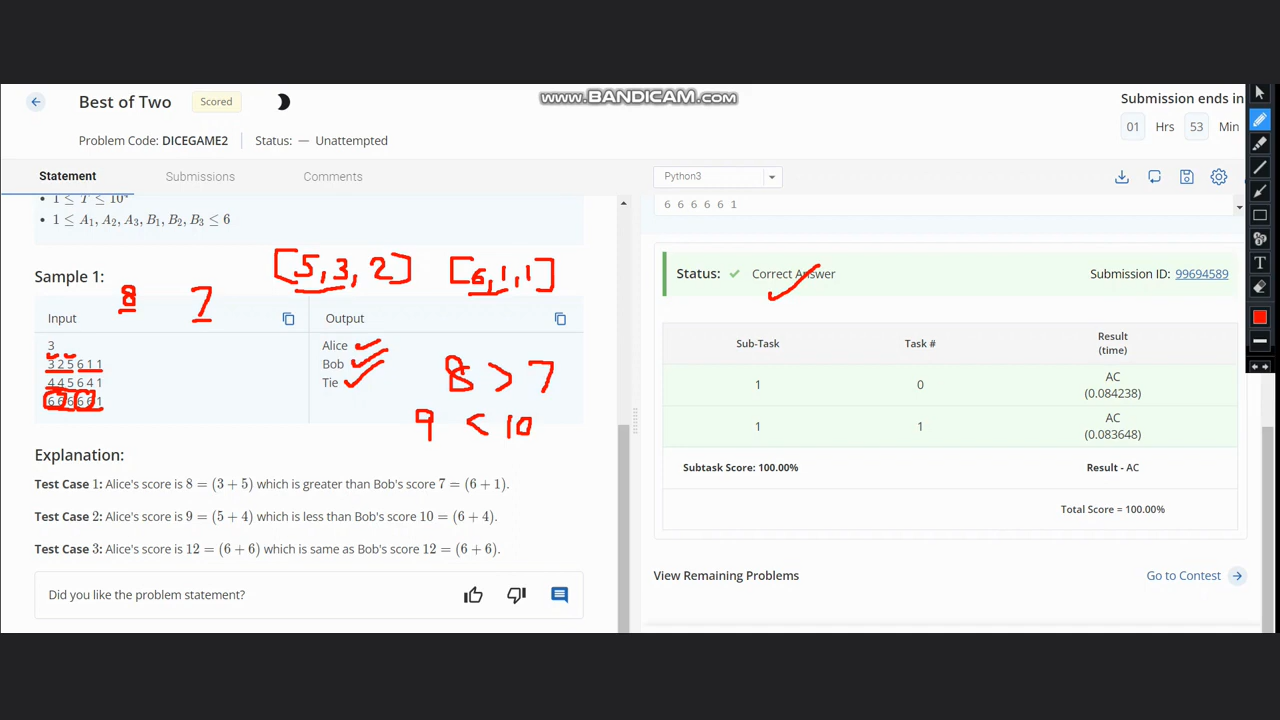 www.BANDICAM.com
Best of Two
Scored
Submission ends in
Problem Code: DICEGAME2
Status: — Unattempted
01 Hrs 53 Min
Statement
Submissions
Comments
Python3
1 ≤ T ≤ 10⁴
1 ≤ A₁, A₂, A₃, B₁, B₂, B₃ ≤ 6
6 6 6 6 6 1
Sample 1:
[5, 3, 2] [6, 1, 1]
8 7
Input
Output
3
3 2 5 6 1 1
4 4 5 6 4 1
6 6 6 6 6 1
Alice
Bob
Tie
8 > 7
9 < 10
Explanation:
Test Case 1: Alice's score is 8 = (3 + 5) which is greater than Bob's score 7 = (6 + 1).
Test Case 2: Alice's score is 9 = (5 + 4) which is less than Bob's score 10 = (6 + 4).
Test Case 3: Alice's score is 12 = (6 + 6) which is same as Bob's score 12 = (6 + 6).
Did you like the problem statement?
Status: Correct Answer
Submission ID: 99694589
Sub-Task Task # Result
(time)
1 0 AC
(0.084238)
1 1 AC
(0.083648)
Subtask Score: 100.00% Result - AC
Total Score = 100.00%
View Remaining Problems
Go to Contest
T